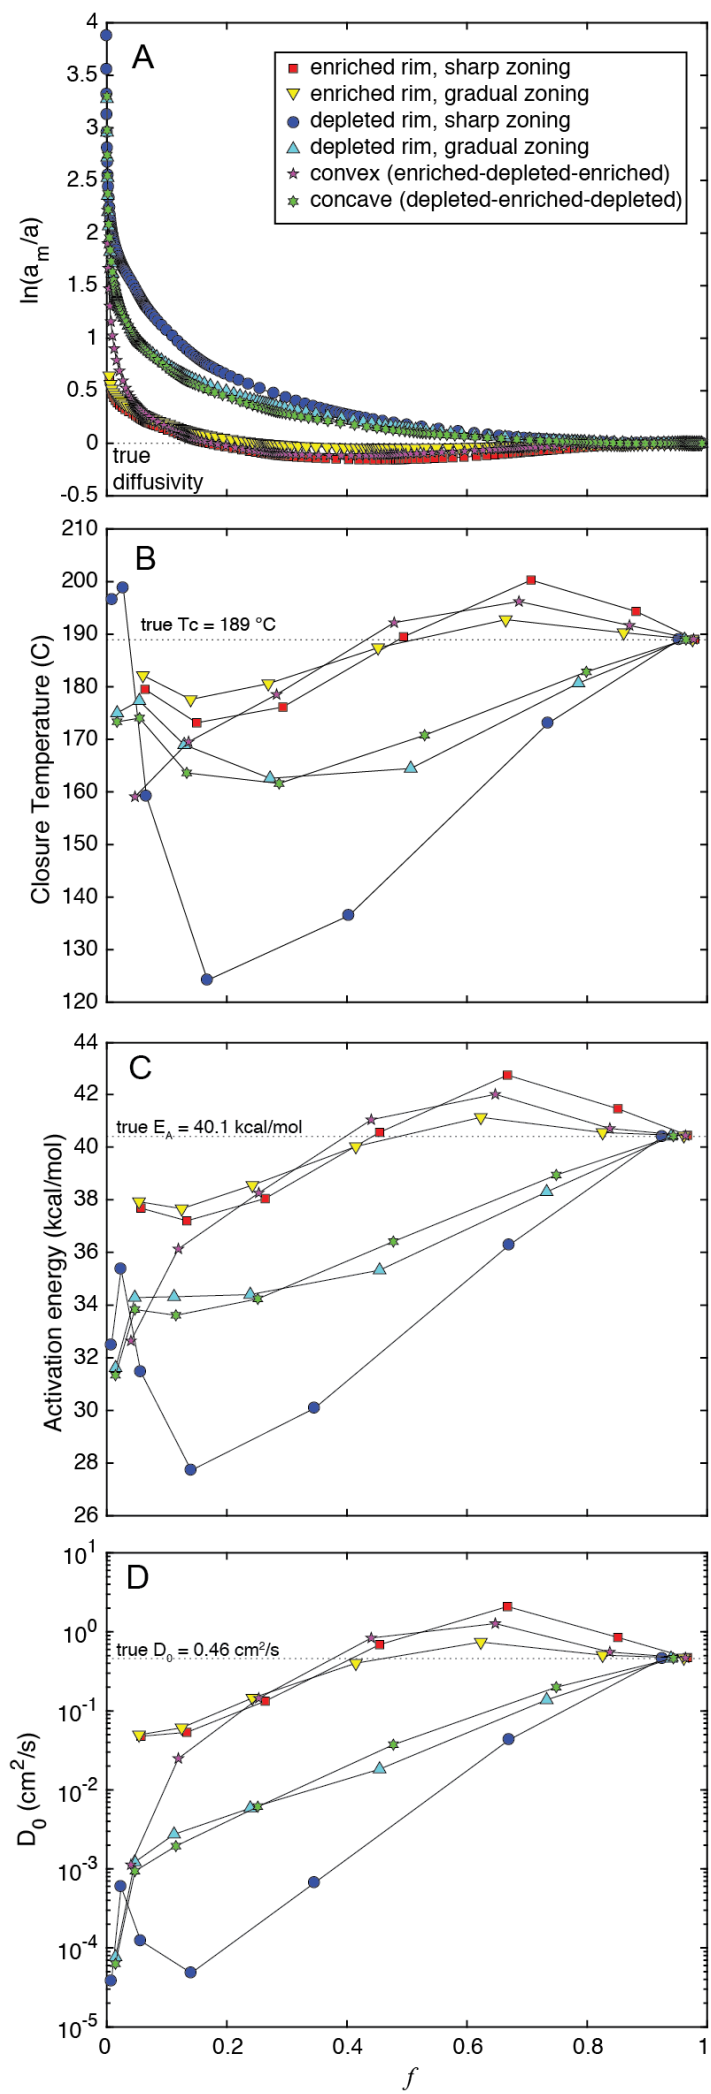 4
3.5
3
2.5
2
1.5
1
0.5
0
-0.5
ln(am/a)
A
enriched rim, sharp zoning
enriched rim, gradual zoning
depleted rim, sharp zoning
depleted rim, gradual zoning
convex (enriched-depleted-enriched)
concave (depleted-enriched-depleted)
true
diffusivity
210
200
190
180
170
160
150
140
130
120
Closure Temperature (C)
B
true Tc = 189 °C
44
42
40
38
36
34
32
30
28
26
Activation energy (kcal/mol)
C
true EA = 40.1 kcal/mol
10^1
10^0
10^-1
10^-2
10^-3
10^-4
10^-5
D0 (cm²/s)
D
true D0 = 0.46 cm²/s
0 0.2 0.4 0.6 0.8 1
f